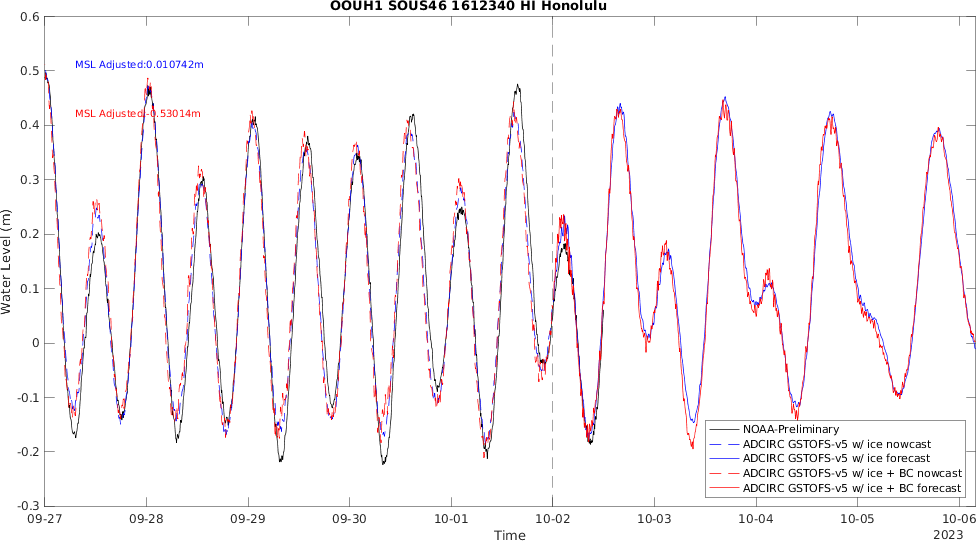 OOUH1 SOUS46 1612340 HI Honolulu
0.6
0.5
0.4
0.3
0.2
0.1
0
-0.1
-0.2
-0.3
Water Level (m)
MSL Adjusted:0.010742m
MSL Adjusted:-0.53014m
NOAA-Preliminary
ADCIRC GSTOFS-v5 w/ ice nowcast
ADCIRC GSTOFS-v5 w/ ice forecast
ADCIRC GSTOFS-v5 w/ ice + BC nowcast
ADCIRC GSTOFS-v5 w/ ice + BC forecast
09-27 09-28 09-29 09-30 10-01 10-02 10-03 10-04 10-05 10-06
Time
2023